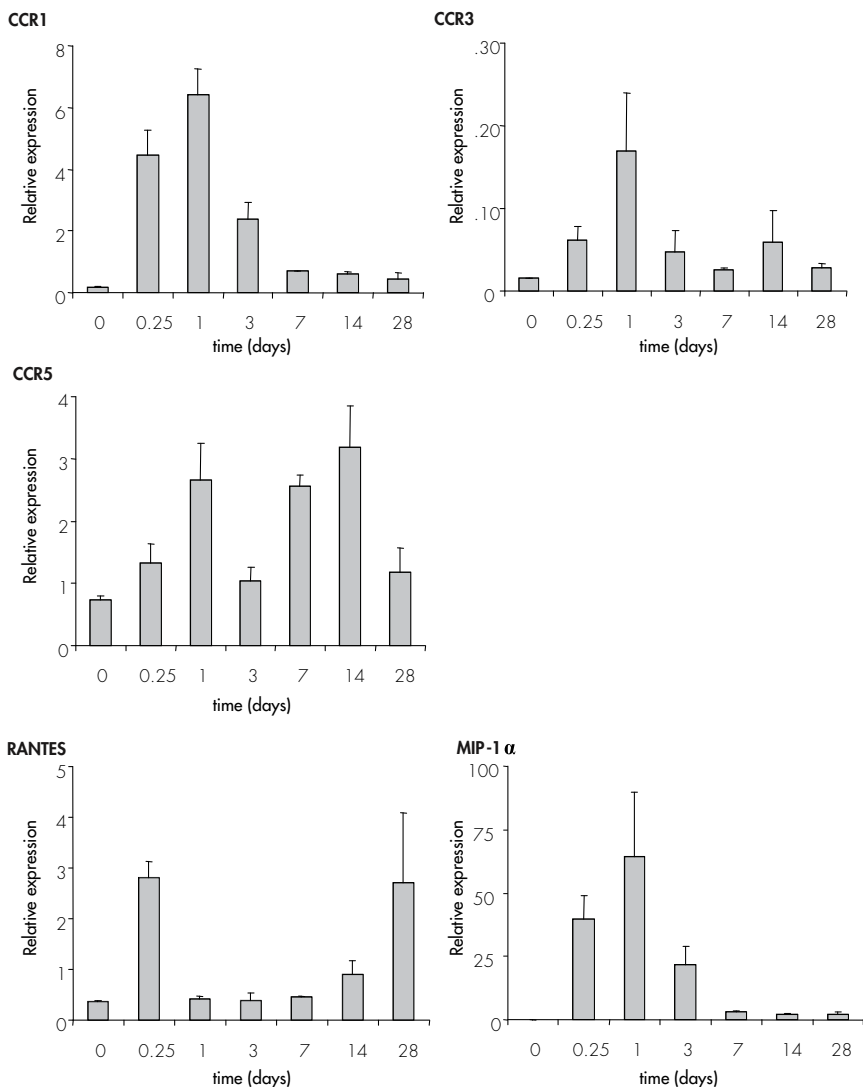 CCR1
8
6
4
2
0
Relative expression
0 0.25 1 3 7 14 28
time (days)
CCR3
.30
.20
.10
0
Relative expression
0 0.25 1 3 7 14 28
time (days)
CCR5
4
3
2
1
0
Relative expression
0 0.25 1 3 7 14 28
time (days)
RANTES
5
4
3
2
1
0
Relative expression
0 0.25 1 3 7 14 28
time (days)
MIP-1 α
100
75
50
25
0
Relative expression
0 0.25 1 3 7 14 28
time (days)